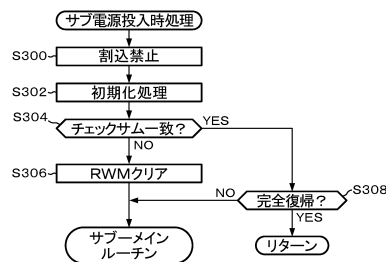 サブ電源投入時処理
S300
割込禁止
S302
初期化処理
S304
チェックサム一致？
YES
NO
S306
RWMクリア
NO
完全復帰？
S308
YES
サブーメイン
ルーチン
リターン